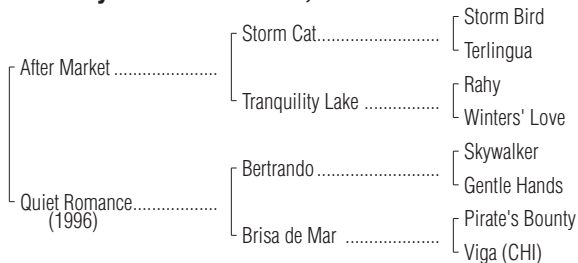 Storm Bird
Storm Cat....................................
Terlingua
After Market ..............................
Rahy
Tranquility Lake ......................
Winters' Love
Skywalker
Bertrando....................................
Gentle Hands
Quiet Romance........................
(1996)
Pirate's Bounty
Brisa de Mar ...........................
Viga (CHI)